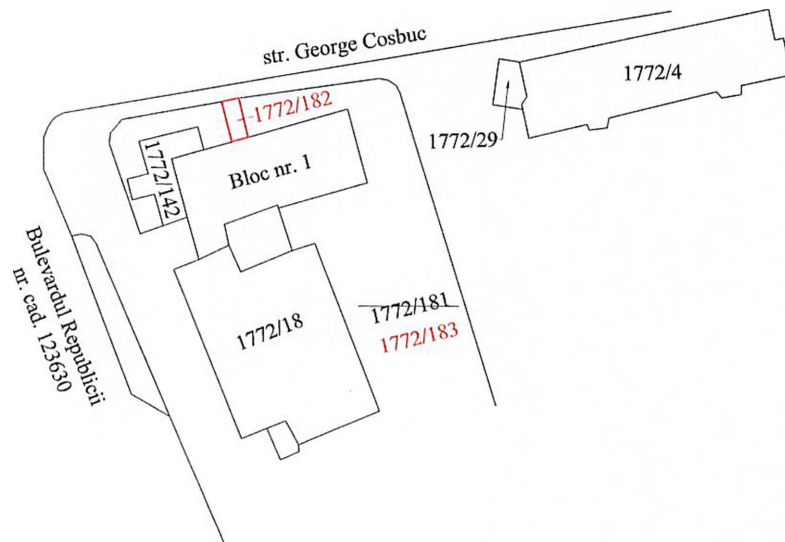 str. George Cosbuc
1772/4
1772/182
1772/29
1772/142
Bloc nr. 1
Bulevardul Republicii
nr. cad. 123630
1772/18
1772/181
1772/183